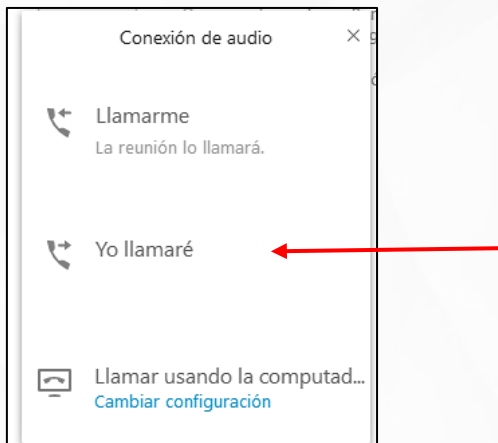 Conexión de audio
Llamarme
La reunión lo llamará.
Yo llamaré
Llamar usando la computad...
Cambiar configuración